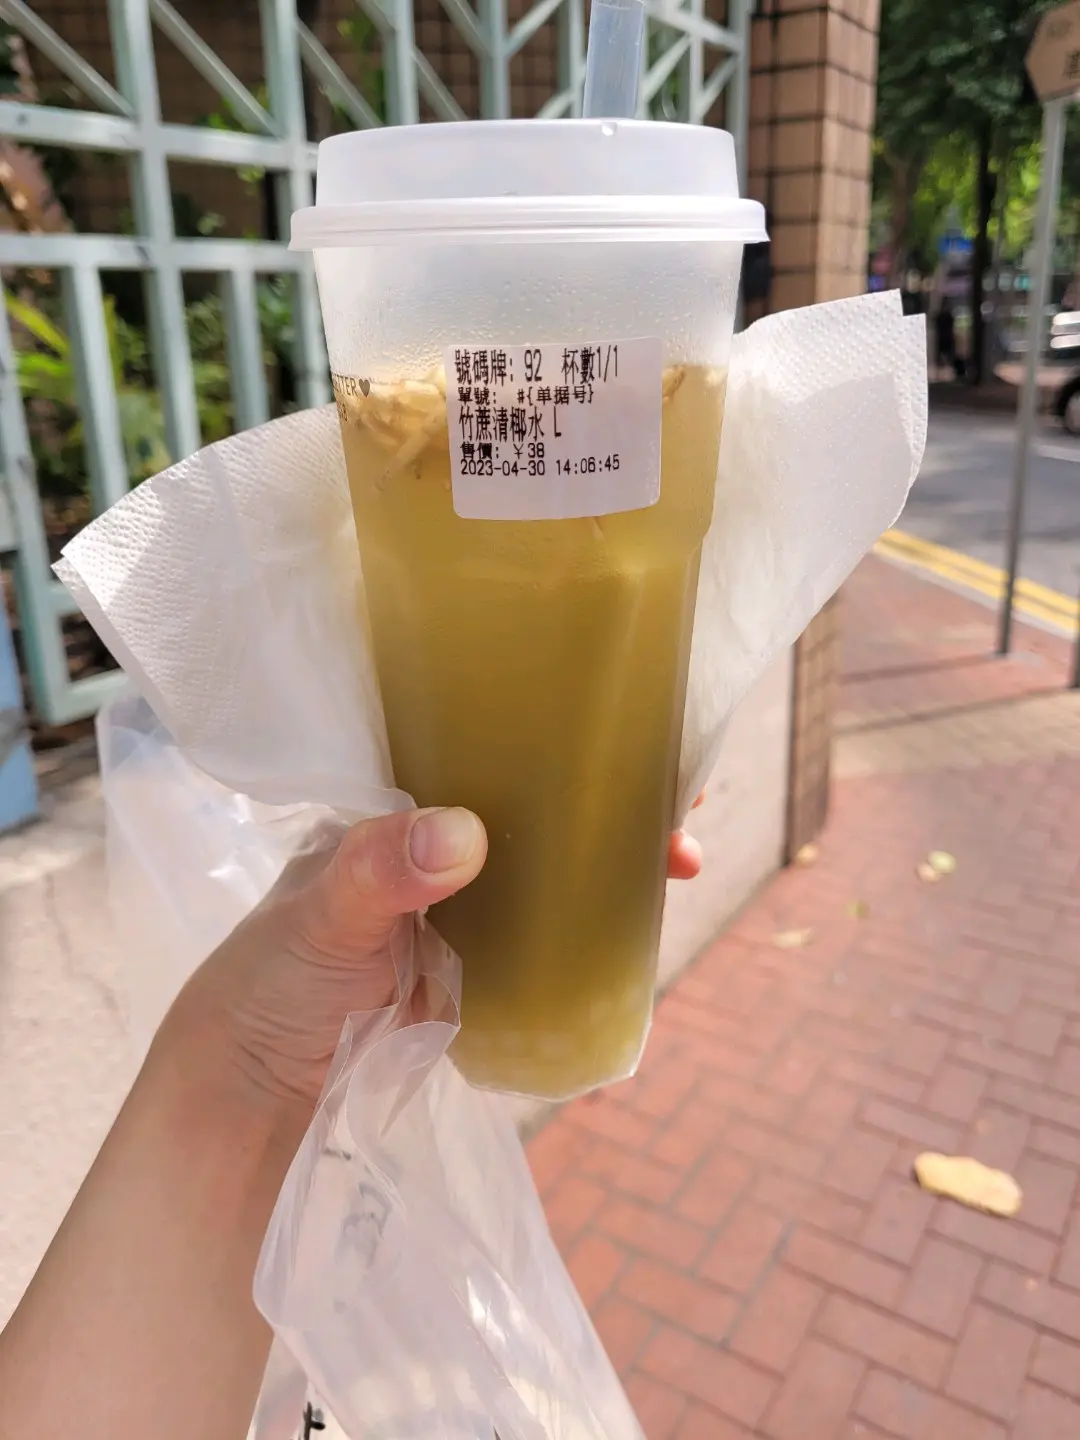 號碼牌: 92 杯數1/1
單號: #{单据号}
竹蔗清椰水 L
售價: ¥38
2023-04-30 14:06:45